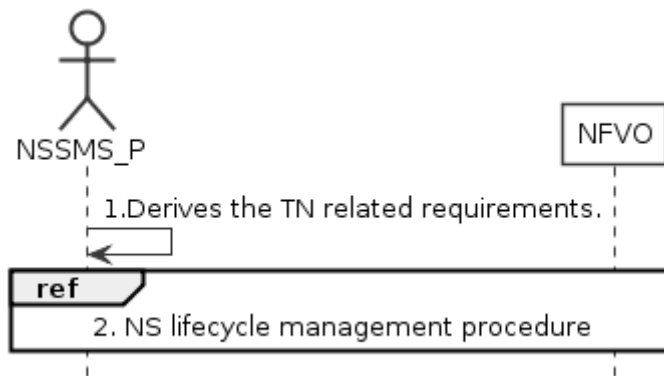 NSSMS_P
NFVO
1.Derives the TN related requirements.
ref
2. NS lifecycle management procedure